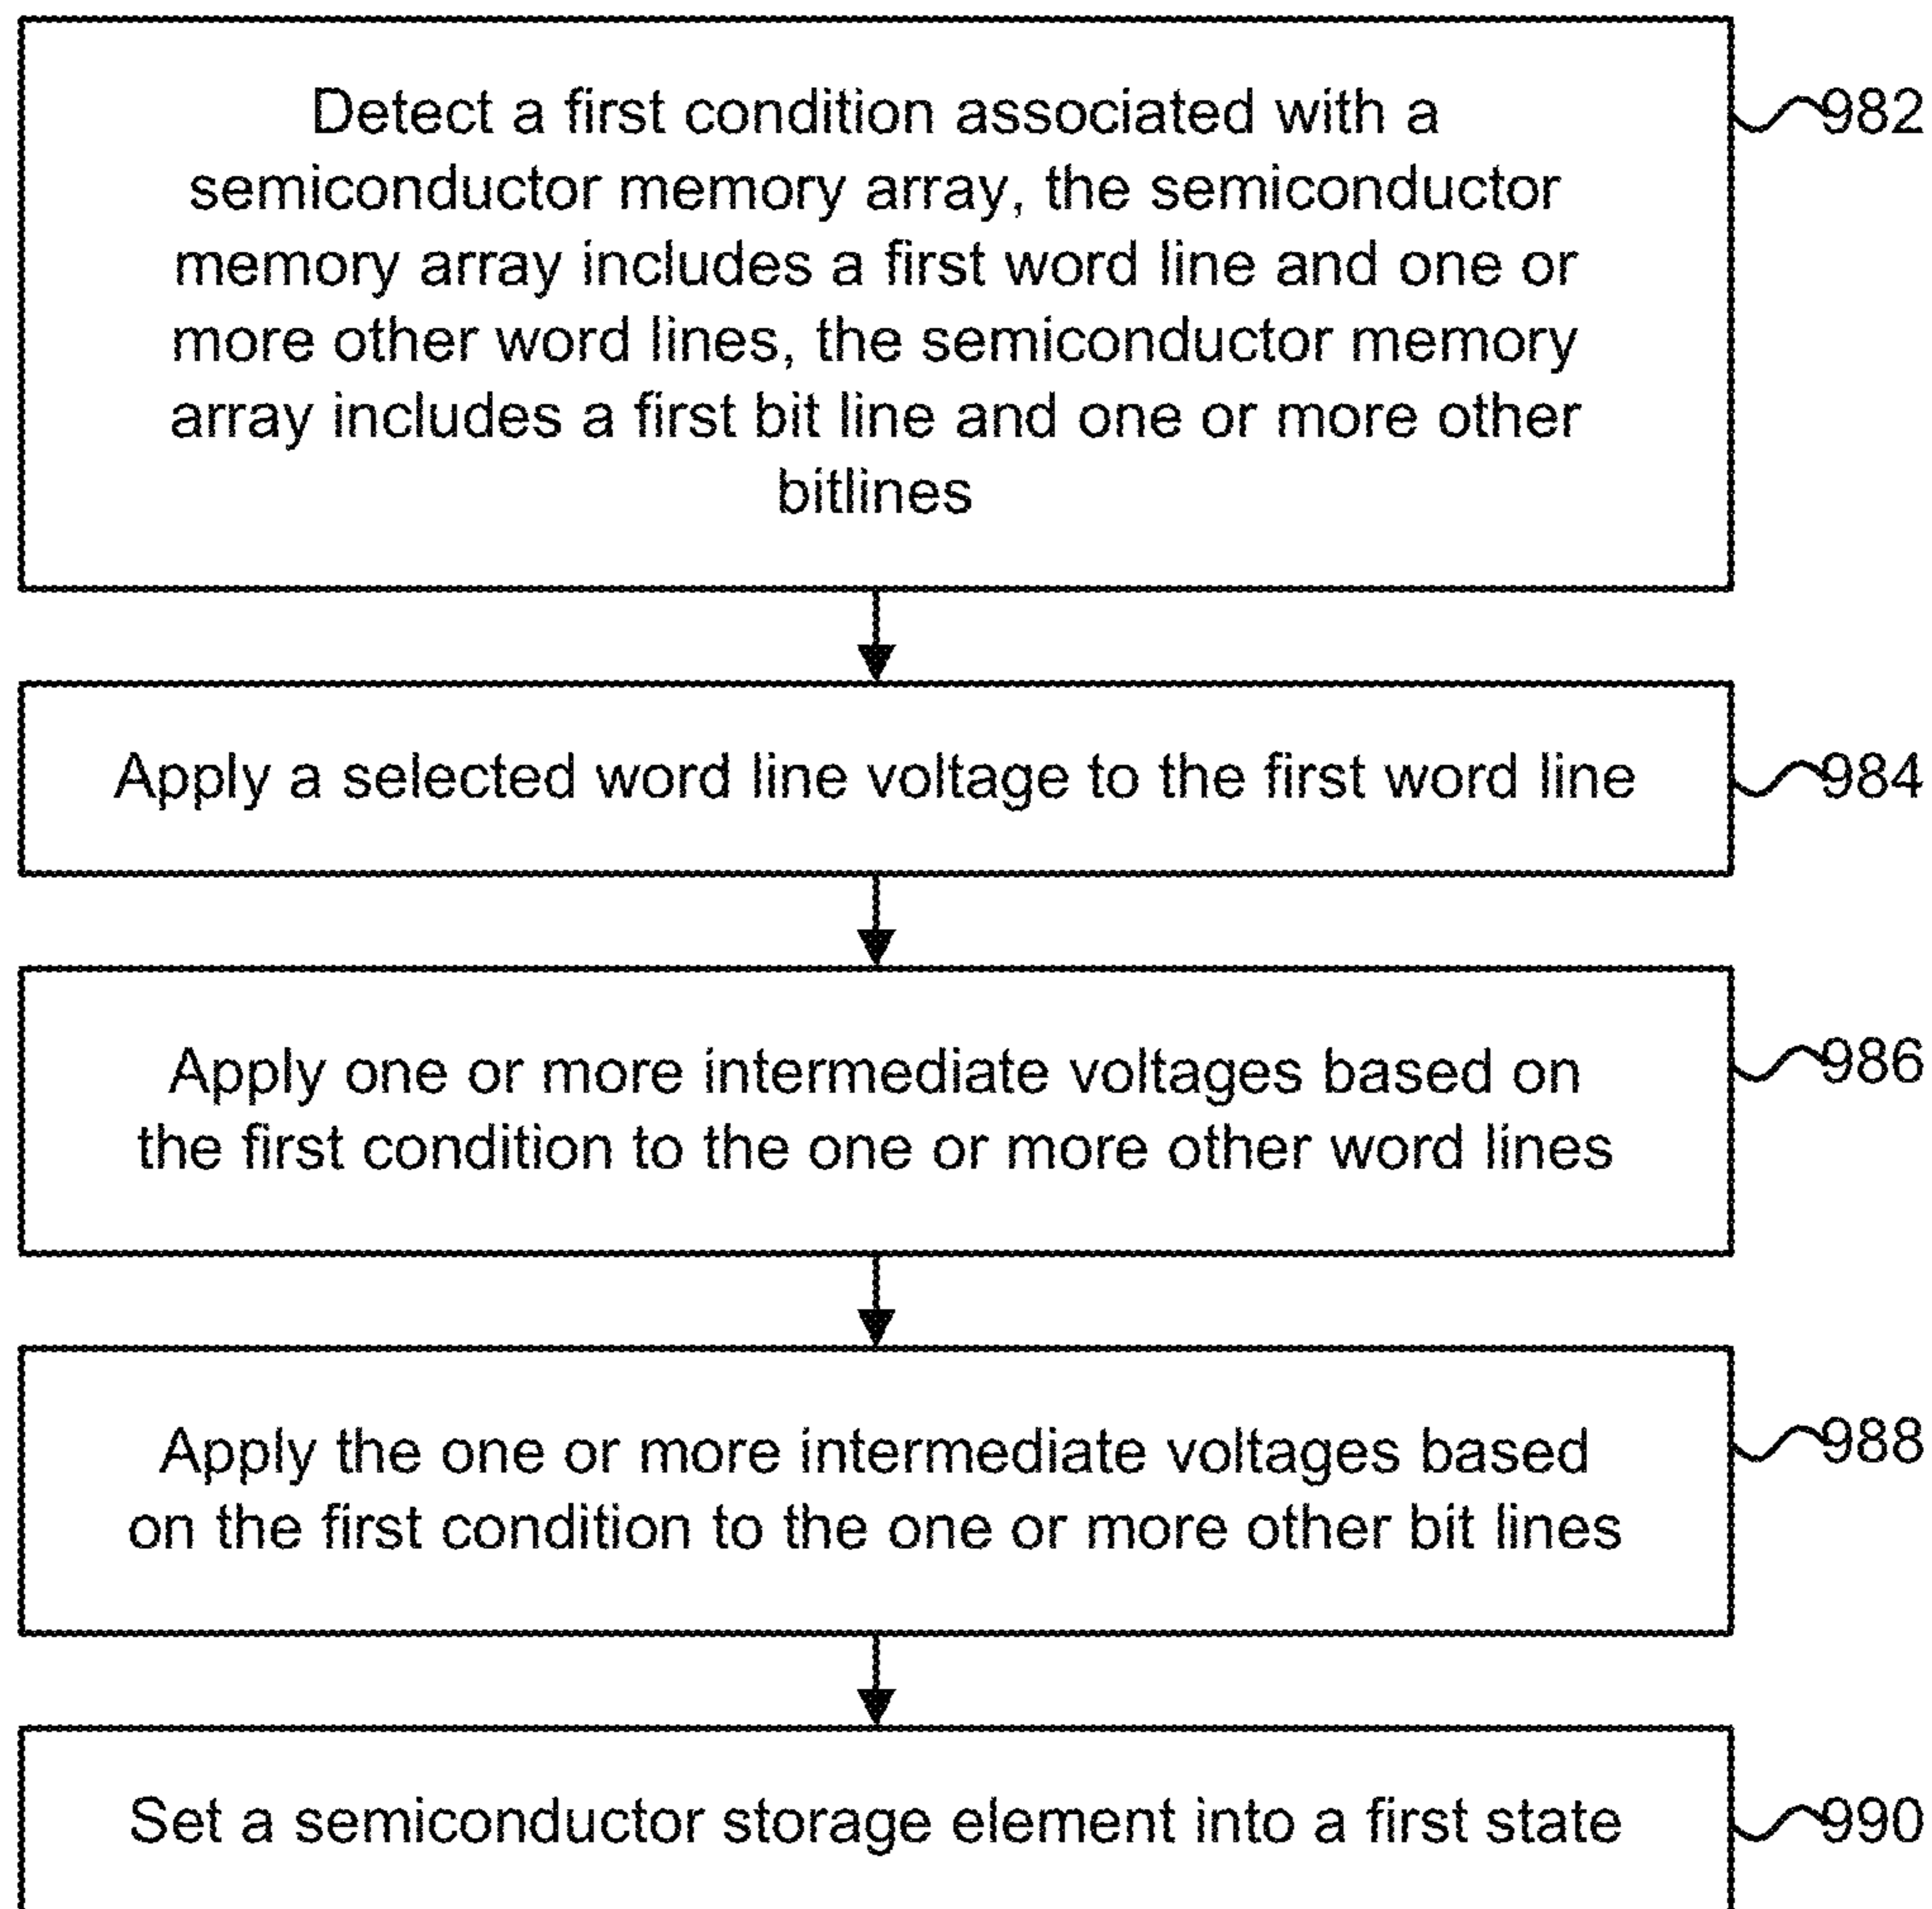 Detect a first condition associated with a
semiconductor memory array, the semiconductor
memory array includes a first word line and one or
more other word lines, the semiconductor memory
array includes a first bit line and one or more other
bitlines
982
Apply a selected word line voltage to the first word line
984
Apply one or more intermediate voltages based on
the first condition to the one or more other word lines
986
Apply the one or more intermediate voltages based
on the first condition to the one or more other bit lines
988
Set a semiconductor storage element into a first state
990